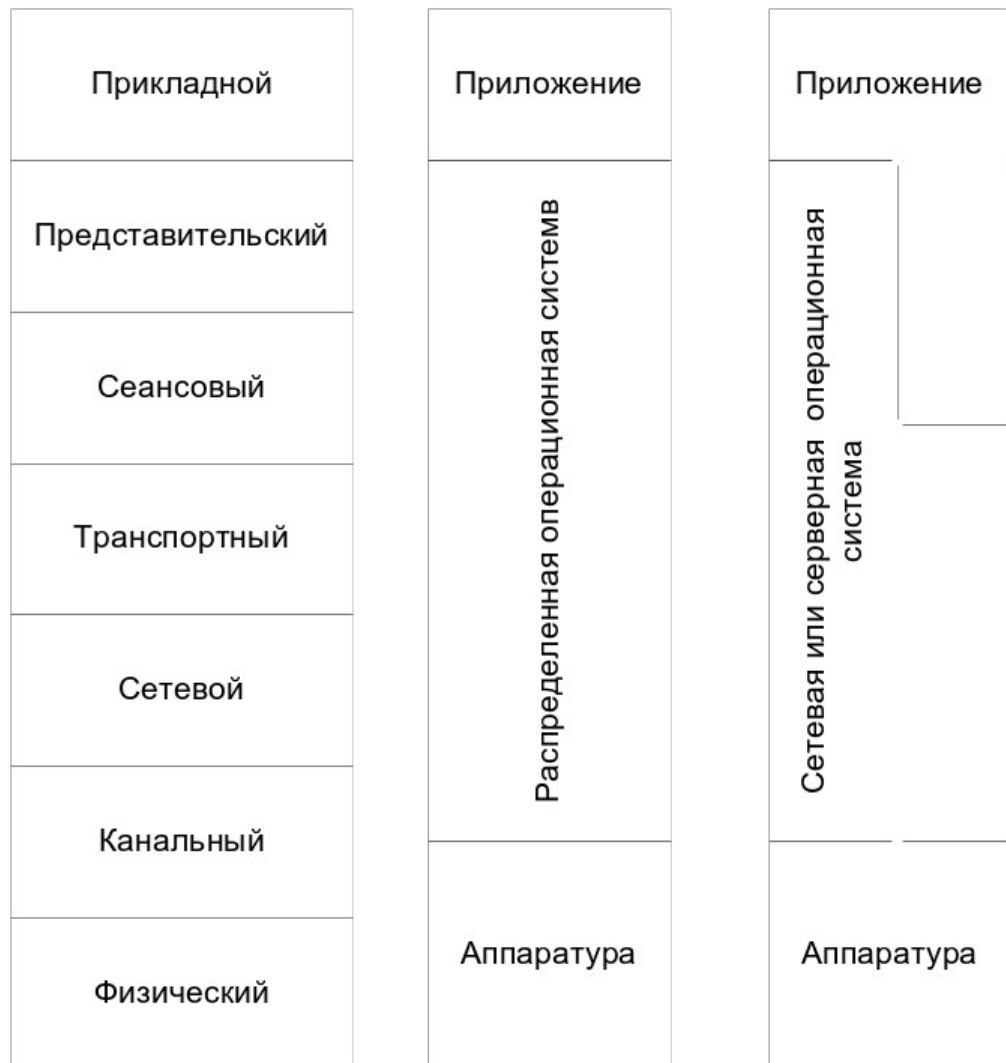 Прикладной
Представительский
Сеансовый
Транспортный
Сетевой
Канальный
Физический
Приложение
Распределенная операционная системв
Аппаратура
Приложение
Сетевая или серверная операционная
система
Аппаратура